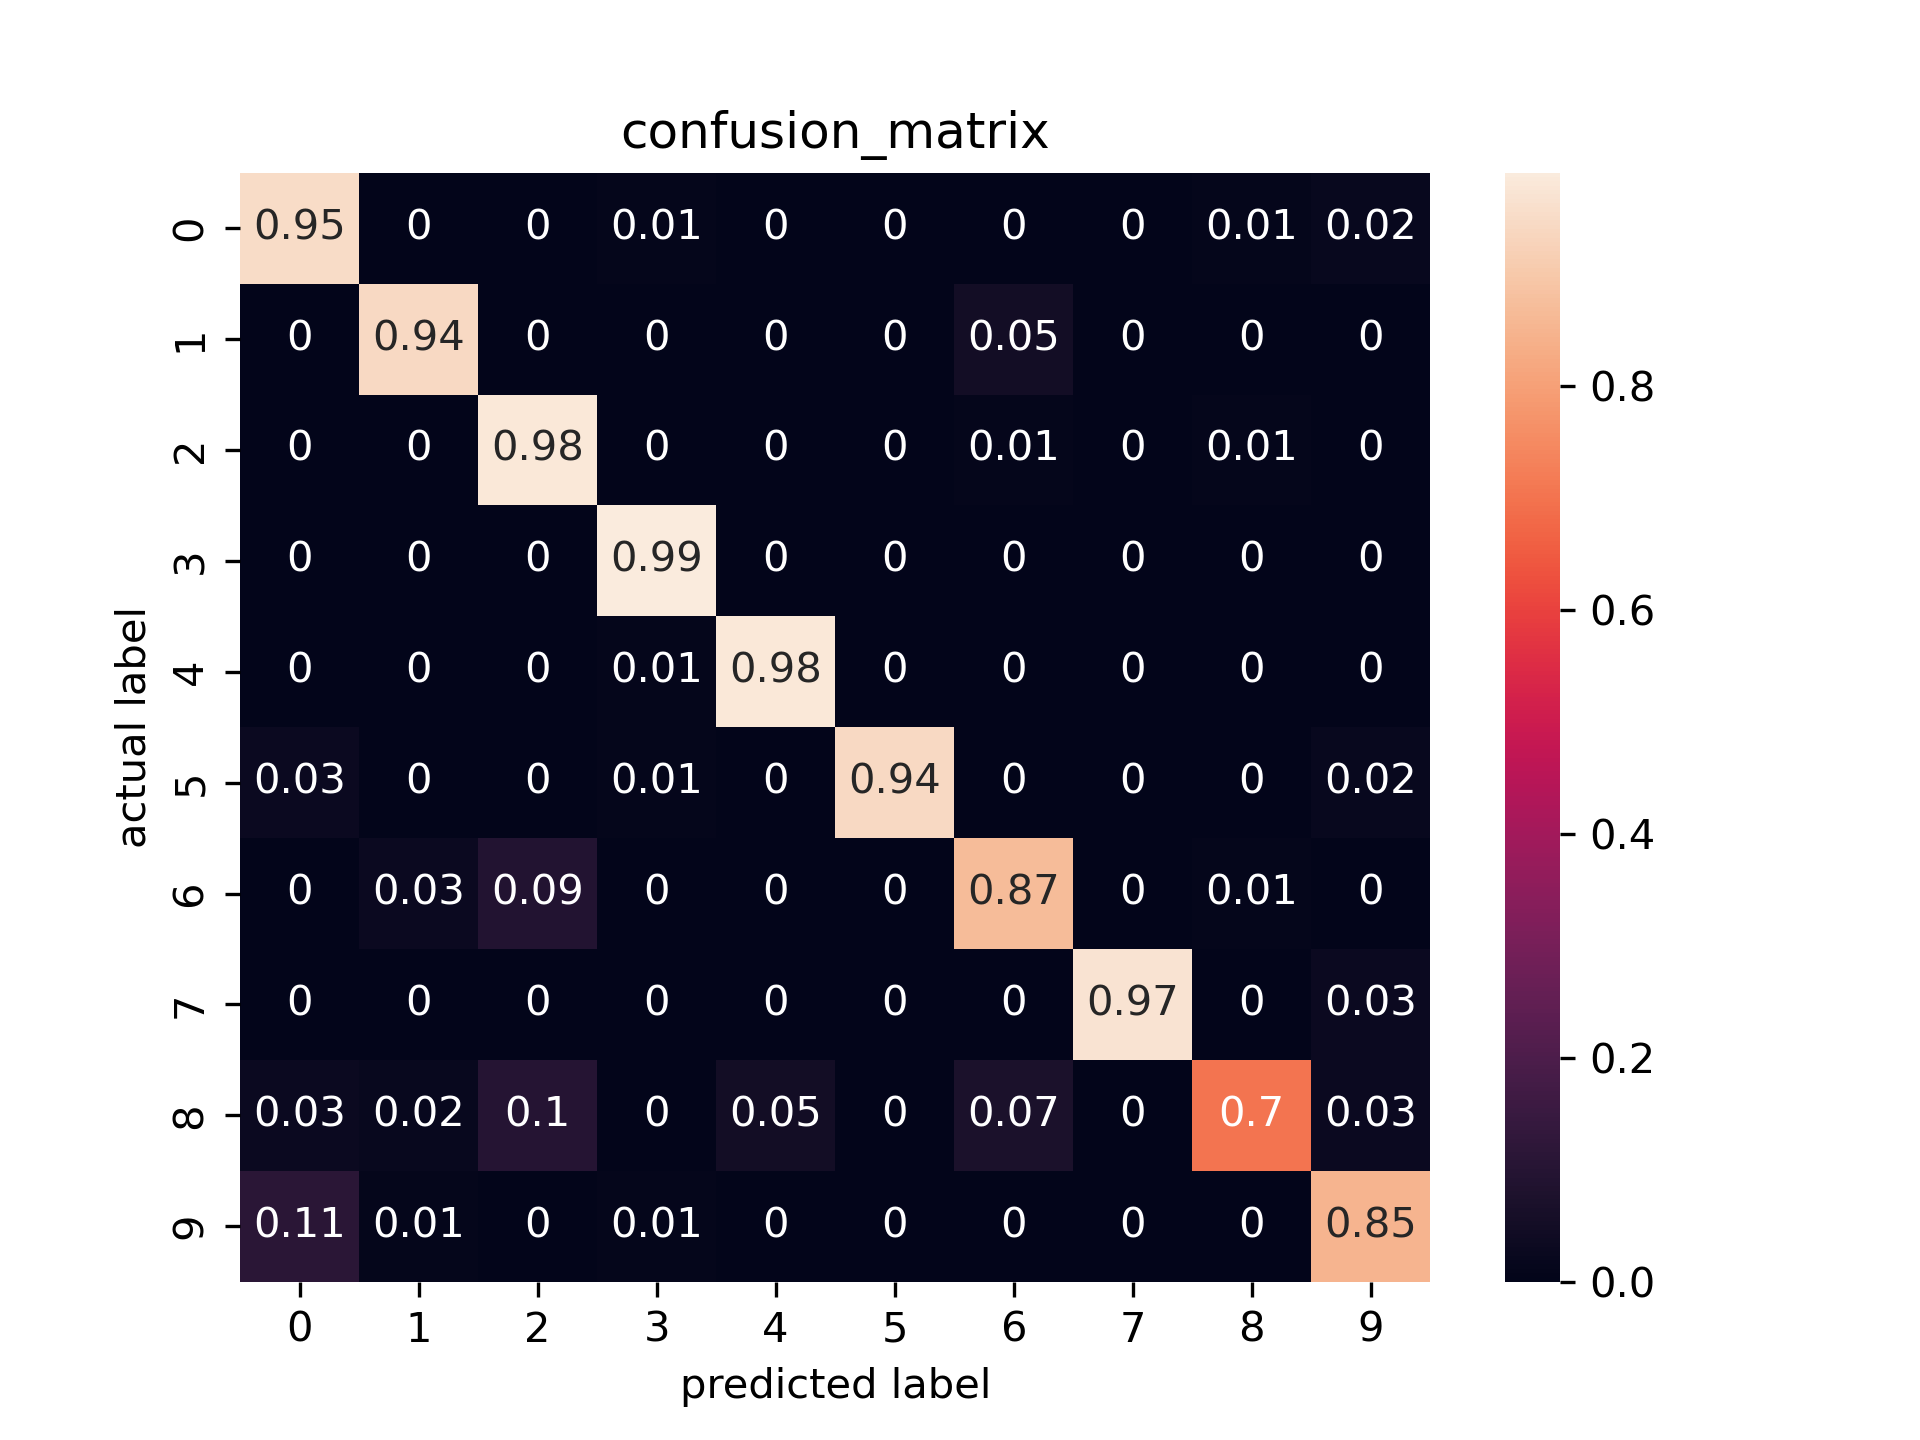 confusion_matrix
0 0.95 0 0 0.01 0 0 0 0 0.01 0.02
1 0 0.94 0 0 0 0 0.05 0 0 0
2 0 0 0.98 0 0 0 0.01 0 0.01 0
3 0 0 0 0.99 0 0 0 0 0 0
4 0 0 0 0.01 0.98 0 0 0 0 0
5 0.03 0 0 0.01 0 0.94 0 0 0 0.02
6 0 0.03 0.09 0 0 0 0.87 0 0.01 0
7 0 0 0 0 0 0 0 0.97 0 0.03
8 0.03 0.02 0.1 0 0.05 0 0.07 0 0.7 0.03
9 0.11 0.01 0 0.01 0 0 0 0 0 0.85
0 1 2 3 4 5 6 7 8 9
predicted label
actual label
0.8
0.6
0.4
0.2
0.0